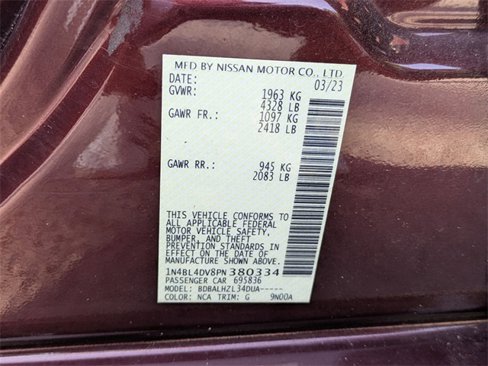 MFD BY NISSAN MOTOR CO., LTD.
DATE: 03/23
GVWR: 1963 KG
4328 LB
GAWR FR.: 1097 KG
2418 LB
GAWR RR.: 945 KG
2083 LB
THIS VEHICLE CONFORMS TO
ALL APPLICABLE FEDERAL
MOTOR VEHICLE SAFETY,
BUMPER, AND THEFT
PREVENTION STANDARDS IN
EFFECT ON THE DATE OF
MANUFACTURE SHOWN ABOVE.
1N4BL4DV8PN380334
PASSENGER CAR 695836
MODEL: BDBALHZL34DUA-----
COLOR: NCA TRIM: G 9N00A